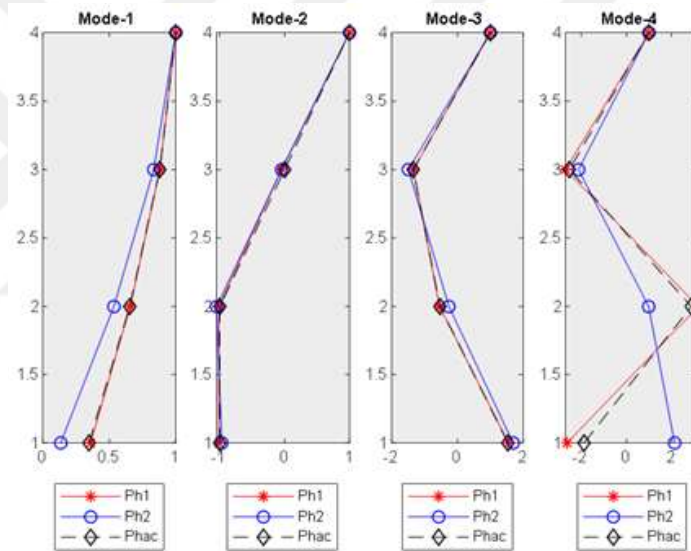 Mode-1 Mode-2 Mode-3 Mode-4
4 4 4 4
3.5 3.5 3.5 3.5
3 3 3 3
2.5 2.5 2.5 2.5
2 2 2 2
1.5 1.5 1.5 1.5
1 1 1 1
0 0.5 1 -1 0 1 -2 0 2 -2 0 2
Ph1 Ph1 Ph1 Ph1
Ph2 Ph2 Ph2 Ph2
Phac Phac Phac Phac